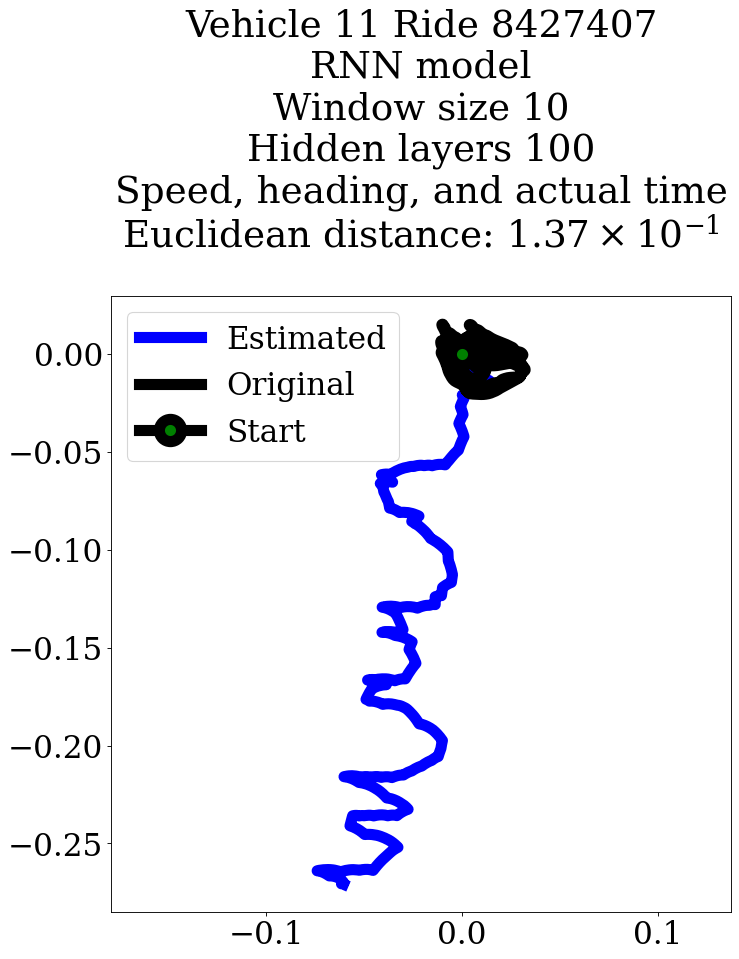 Vehicle 11 Ride 8427407
RNN model
Window size 10
Hidden layers 100
Speed, heading, and actual time
Euclidean distance: 1.37 × 10⁻¹
Estimated
Original
Start
0.00
−0.05
−0.10
−0.15
−0.20
−0.25
−0.1
0.0
0.1